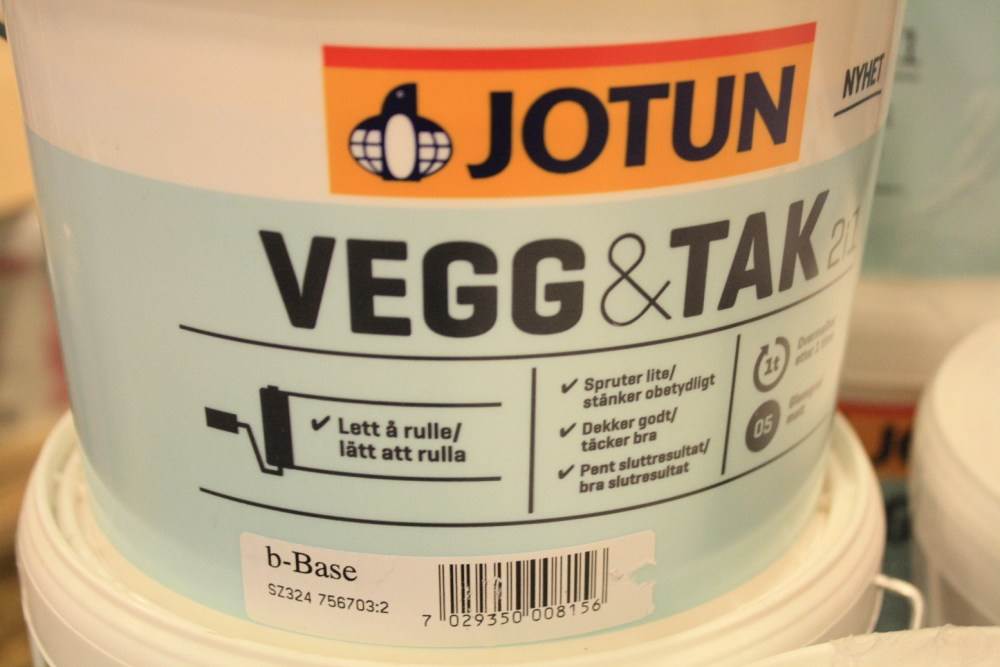 JOTUN
NYHET
VEGG&TAK 2i1
✔ Lett å rulle/
lätt att rulla
✔ Spruter lite/
stänker obetydligt
✔ Dekker godt/
täcker bra
✔ Pent sluttresultat/
bra slutresultat
1t
05
b-Base
SZ324 756703:2
7 029350 008156